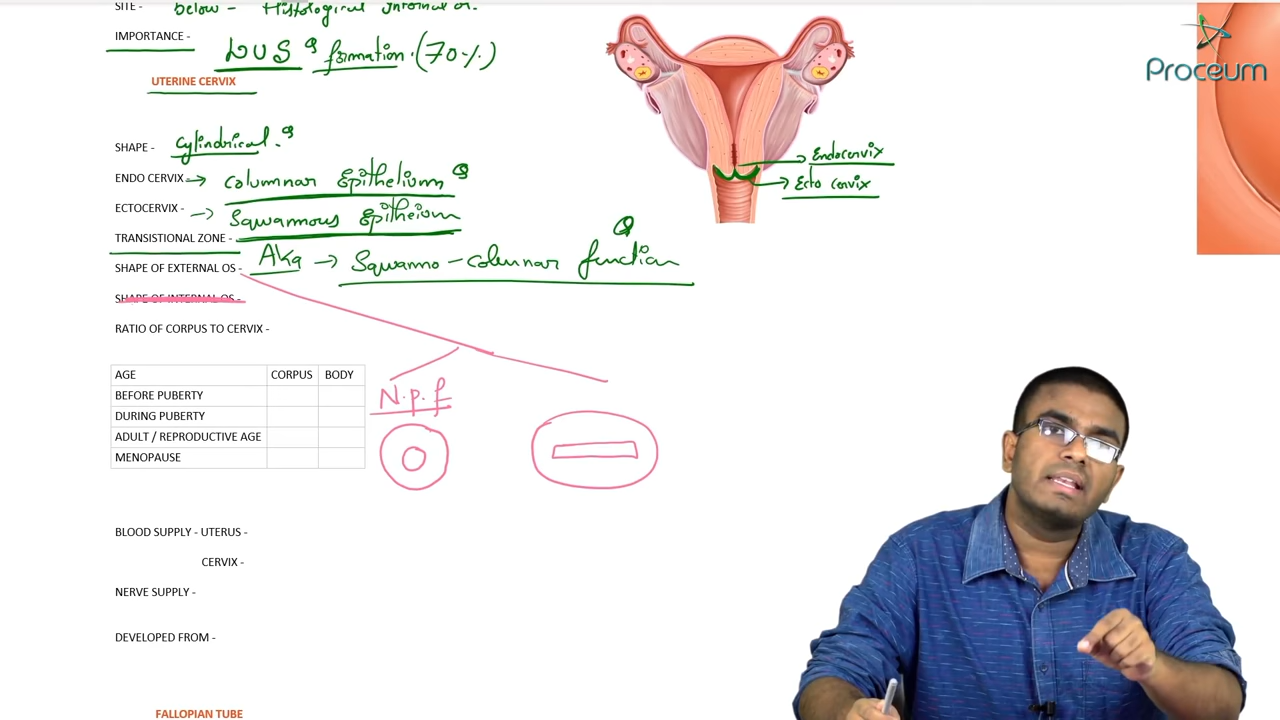 SITE - below - Histological internal os.
IMPORTANCE - LUS Q formation. (70%)
Proceum
UTERINE CERVIX
SHAPE - cylindrical. Q
Endocervix
ENDO CERVIX → columnar Epithelium Q
Ecto cervix
ECTOCERVIX - → Squamous Epitheium
TRANSISTIONAL ZONE - Aka → Squamo - columnar function Q
SHAPE OF EXTERNAL OS -
SHAPE OF INTERNAL OS -
RATIO OF CORPUS TO CERVIX -
AGE CORPUS BODY
BEFORE PUBERTY
N.p.f
DURING PUBERTY
ADULT / REPRODUCTIVE AGE
MENOPAUSE
BLOOD SUPPLY - UTERUS -
CERVIX -
NERVE SUPPLY -
DEVELOPED FROM -
FALLOPIAN TUBE